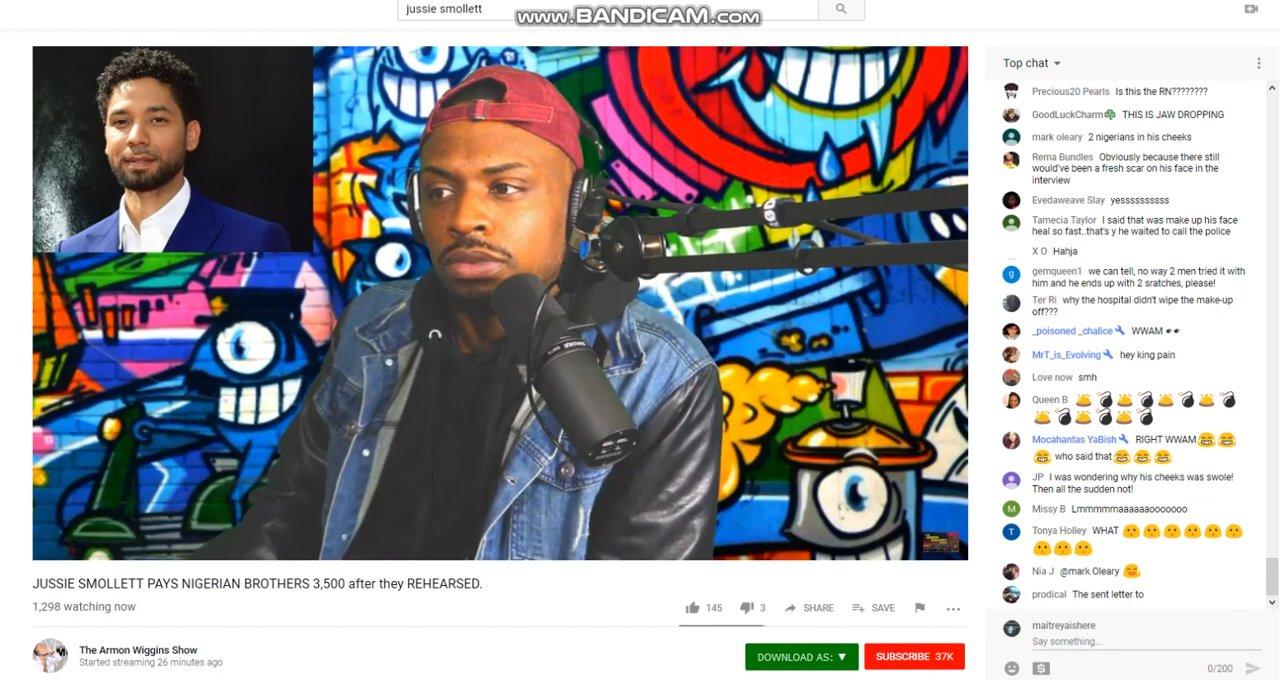 jussie smollett
www.BANDICAM.com
Top chat
Precious20 Pearls Is this the RN????????
GoodLuckCharm THIS IS JAW DROPPING
mark oleary 2 nigerians in his cheeks
Rema Bundles Obviously because there still
would've been a fresh scar on his face in the
interview
Evedaweave Slay yesssssssssss
Tamecia Taylor I said that was make up his face
heal so fast..that's y he waited to call the police
X O Hahja
g
gemqueen1 we can tell, no way 2 men tried it with
him and he ends up with 2 sratches, please!
Ter Ri why the hospital didn't wipe the make-up
off???
_poisoned _chalice WWAM
MrT_is_Evolving hey king pain
Love now smh
Queen B
Mocahantas YaBish RIGHT WWAM
who said that
JP I was wondering why his cheeks was swole!
Then all the sudden not!
M
Missy B Lmmmmmaaaaaaooooooo
T
Tonya Holley WHAT
Nia J @mark Oleary
prodical The sent letter to
maitreyaishere
Say something...
0/200
JUSSIE SMOLLETT PAYS NIGERIAN BROTHERS 3,500 after they REHEARSED.
1,298 watching now
145 3 SHARE SAVE
The Armon Wiggins Show
Started streaming 26 minutes ago
DOWNLOAD AS: ▼ SUBSCRIBE 37K